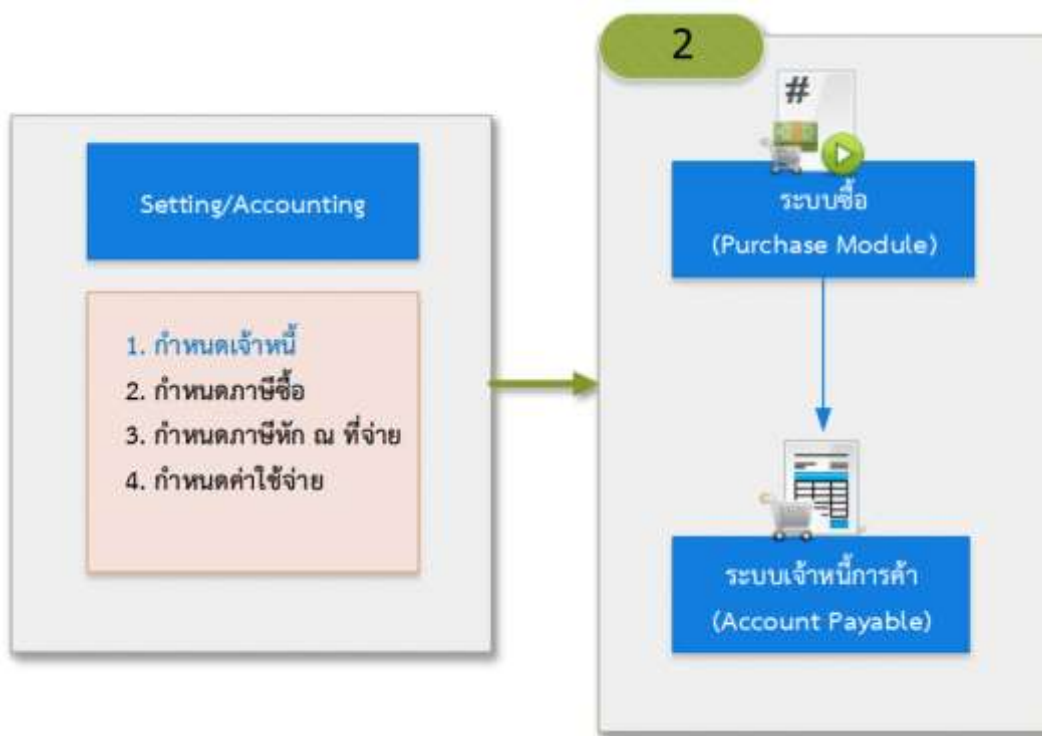 Setting/Accounting
1. กำหนดเจ้าหนี้
2. กำหนดภาษีซื้อ
3. กำหนดภาษีหัก ณ ที่จ่าย
4. กำหนดค่าใช้จ่าย
2
#
ระบบซื้อ
(Purchase Module)
ระบบเจ้าหนี้การค้า
(Account Payable)